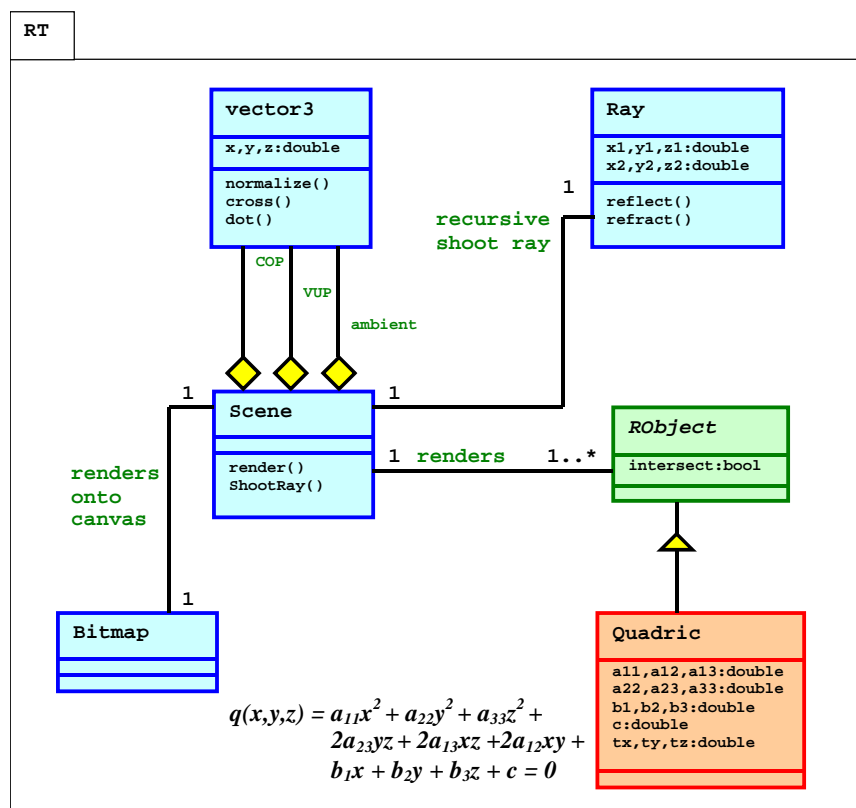 RT
vector3
x,y,z:double
normalize()
cross()
dot()
Ray
x1,y1,z1:double
x2,y2,z2:double
reflect()
refract()
1
recursive
shoot ray
COP
VUP
ambient
1
Scene
render()
ShootRay()
1
1 renders 1..*
RObject
intersect:bool
renders
onto
canvas
1
Bitmap
Quadric
a11,a12,a13:double
a22,a23,a33:double
b1,b2,b3:double
c:double
tx,ty,tz:double
q(x,y,z) = a₁₁x² + a₂₂y² + a₃₃z² +
2a₂₃yz + 2a₁₃xz +2a₁₂xy +
b₁x + b₂y + b₃z + c = 0